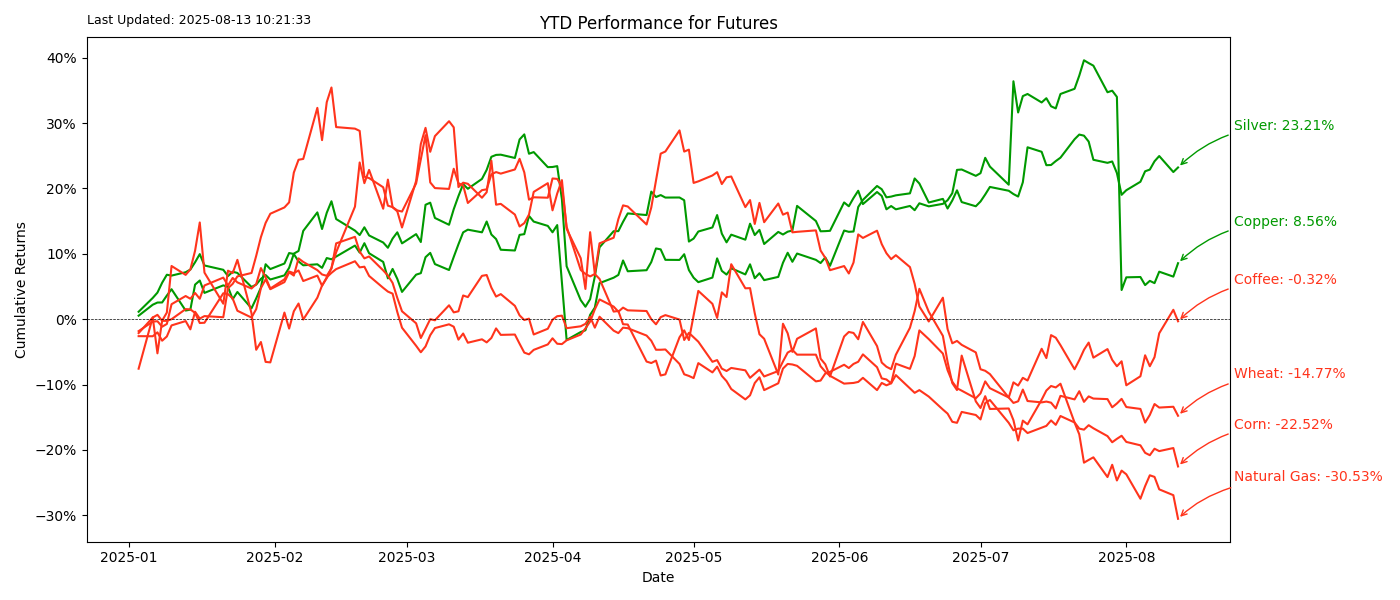 Last Updated: 2025-08-13 10:21:33
YTD Performance for Futures
Cumulative Returns
40%
30%
20%
10%
0%
−10%
−20%
−30%
Silver: 23.21%
Copper: 8.56%
Coffee: -0.32%
Wheat: -14.77%
Corn: -22.52%
Natural Gas: -30.53%
2025-01
2025-02
2025-03
2025-04
2025-05
2025-06
2025-07
2025-08
Date